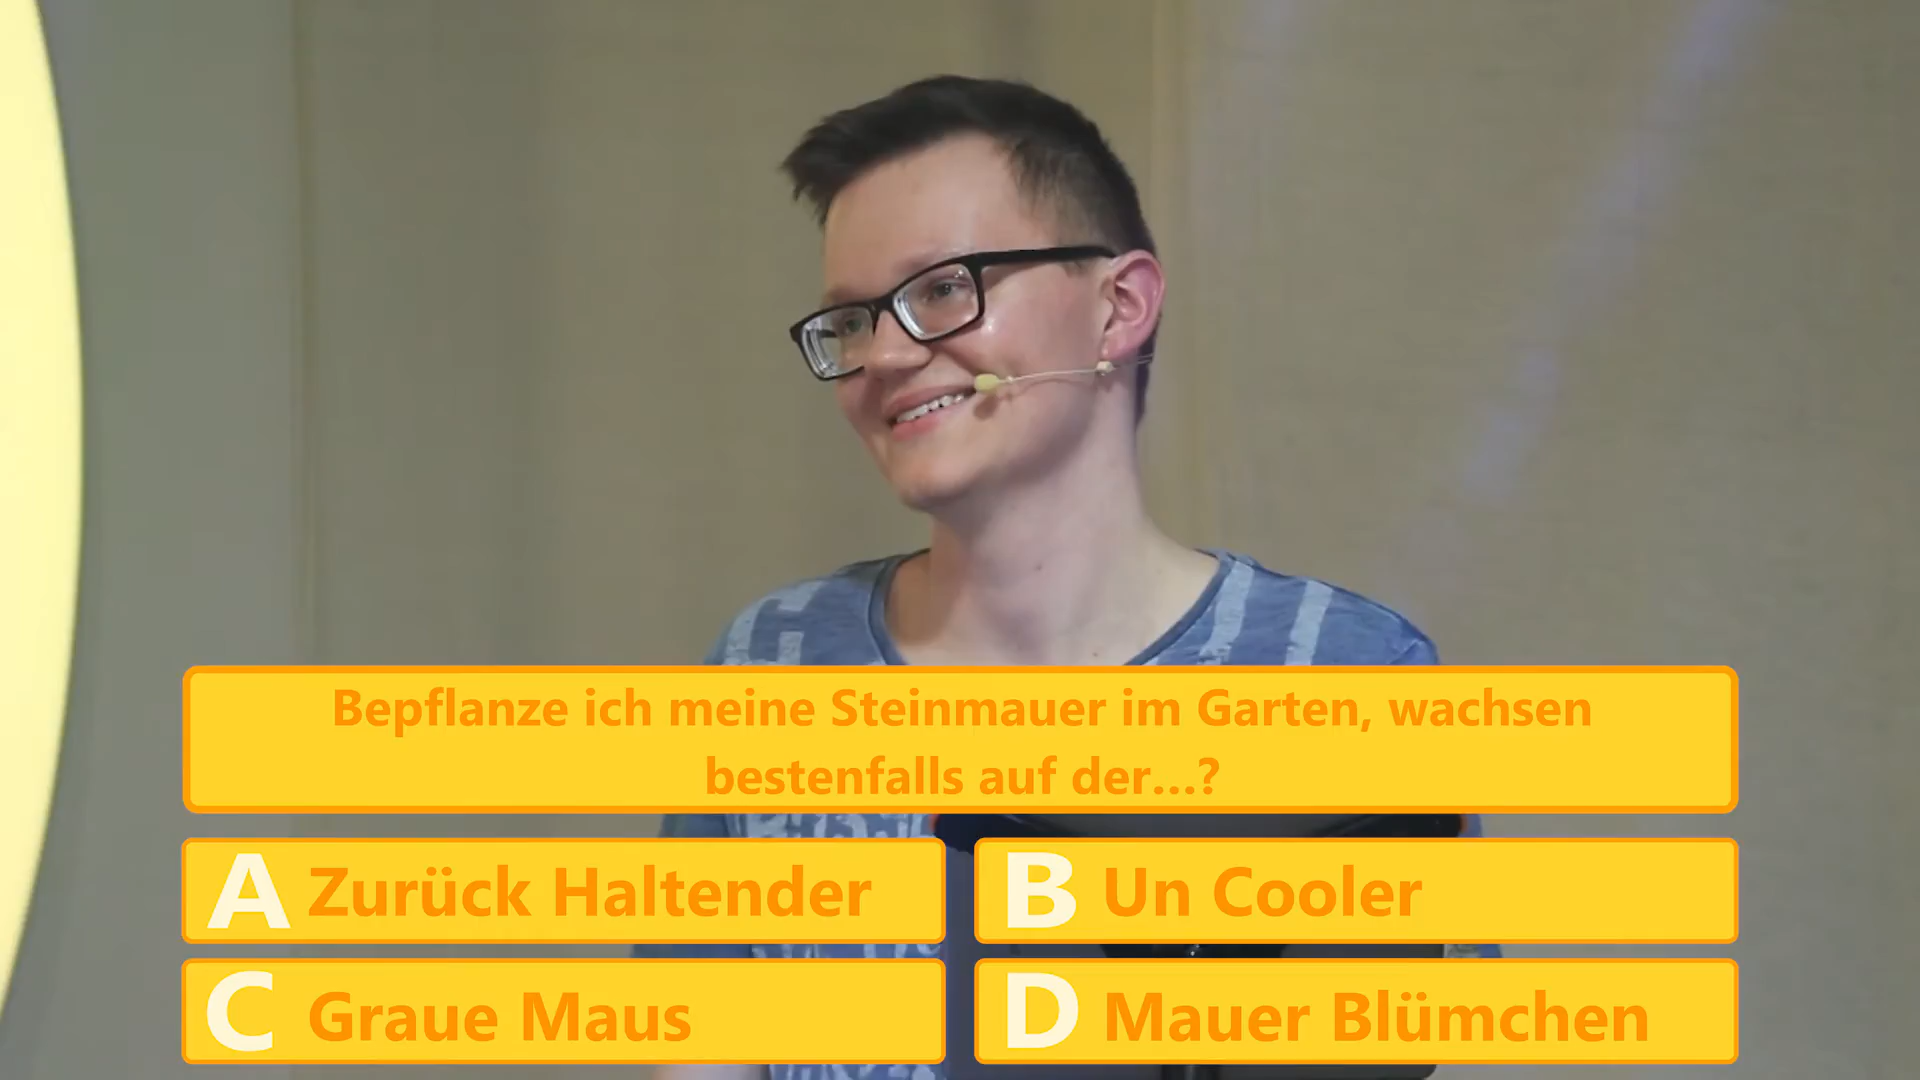 Bepflanze ich meine Steinmauer im Garten, wachsen
bestenfalls auf der...?
A Zurück Haltender
B Un Cooler
C Graue Maus
D Mauer Blümchen